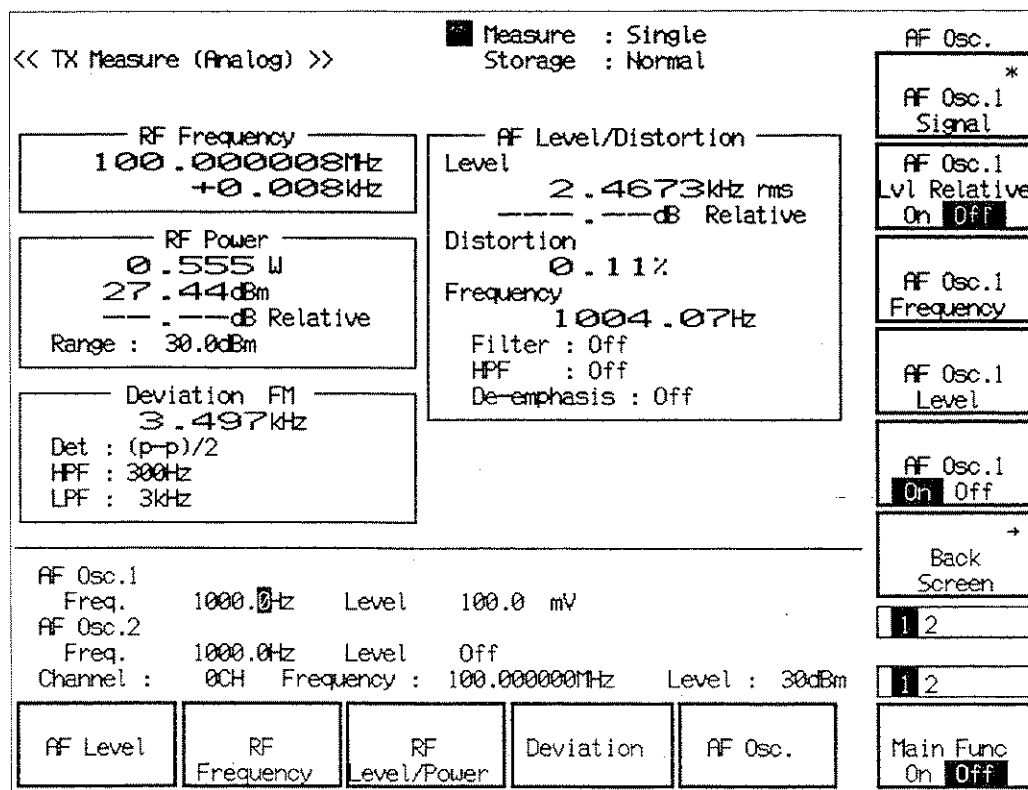 << TX Measure (Analog) >>
Measure : Single
Storage : Normal
RF Frequency
100.000008MHz
+0.008kHz
RF Power
0.555 W
27.44dBm
---.--dB Relative
Range : 30.0dBm
Deviation FM
3.497kHz
Det : (p-p)/2
HPF : 300Hz
LPF : 3kHz
AF Level/Distortion
Level
2.4673kHz rms
---.--dB Relative
Distortion
0.11%
Frequency
1004.07Hz
Filter : Off
HPF : Off
De-emphasis : Off
AF Osc.1
Freq. 1000.0Hz Level 100.0 mV
AF Osc.2
Freq. 1000.0Hz Level Off
Channel : 0CH Frequency : 100.000000MHz Level : 30dBm
AF Level
RF
Frequency
RF
Level/Power
Deviation
AF Osc.
AF Osc.
*
AF Osc.1
Signal
AF Osc.1
Lvl Relative
On Off
AF Osc.1
Frequency
AF Osc.1
Level
AF Osc.1
On Off
→
Back
Screen
1 2
1 2
Main Func
On Off